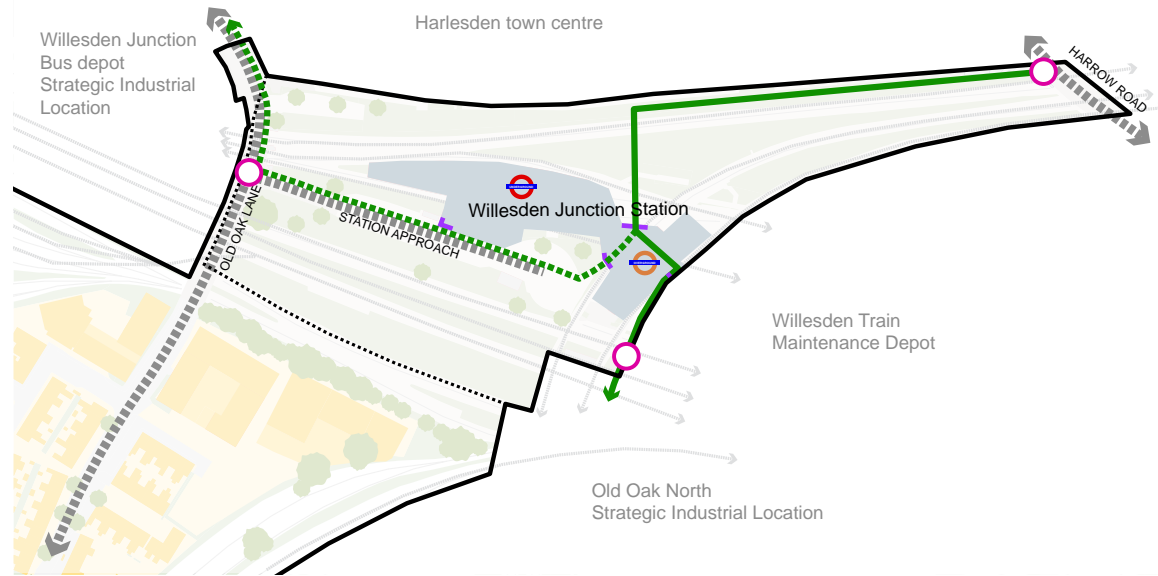 Harlesden town centre
Willesden Junction
Bus depot
Strategic Industrial
Location
HARROW ROAD
UNDERGROUND
Willesden Junction Station
OLD OAK LANE
STATION APPROACH
Willesden Train
Maintenance Depot
Old Oak North
Strategic Industrial Location